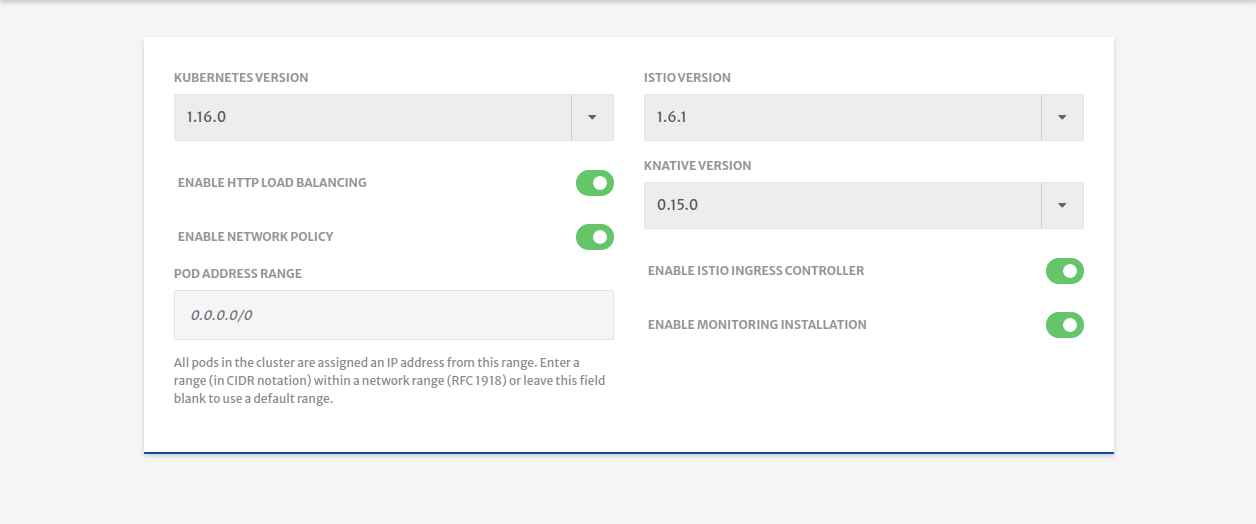 KUBERNETES VERSION
1.16.0
ENABLE HTTP LOAD BALANCING
ENABLE NETWORK POLICY
POD ADDRESS RANGE
0.0.0.0/0
All pods in the cluster are assigned an IP address from this range. Enter a
range (in CIDR notation) within a network range (RFC 1918) or leave this field
blank to use a default range.
ISTIO VERSION
1.6.1
KNATIVE VERSION
0.15.0
ENABLE ISTIO INGRESS CONTROLLER
ENABLE MONITORING INSTALLATION